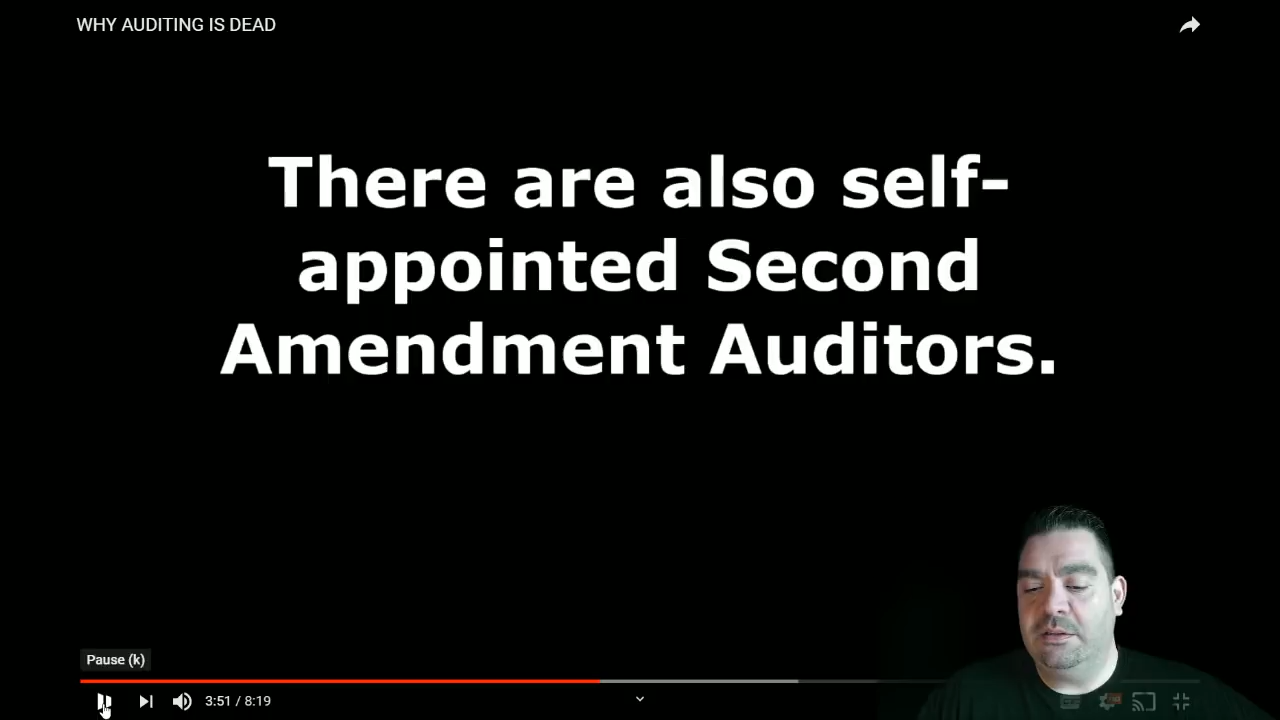 WHY AUDITING IS DEAD
There are also self-
appointed Second
Amendment Auditors.
Pause (k)
3:51 / 8:19